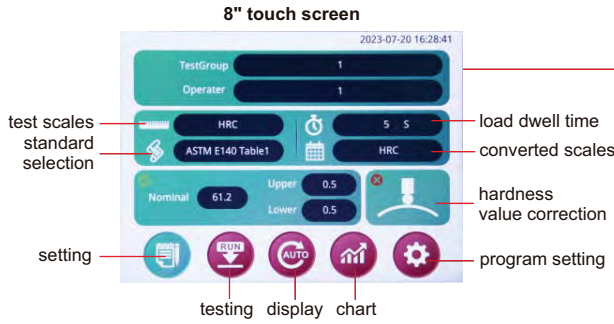 8" touch screen
2023-07-20 16:28:41
TestGroup 1
Operater 1
test scales
HRC
5 S
load dwell time
standard
selection
ASTM E140 Table1
HRC
converted scales
Nominal 61.2
Upper 0.5
Lower 0.5
hardness
value correction
setting
RUN
AUTO
program setting
testing
display
chart